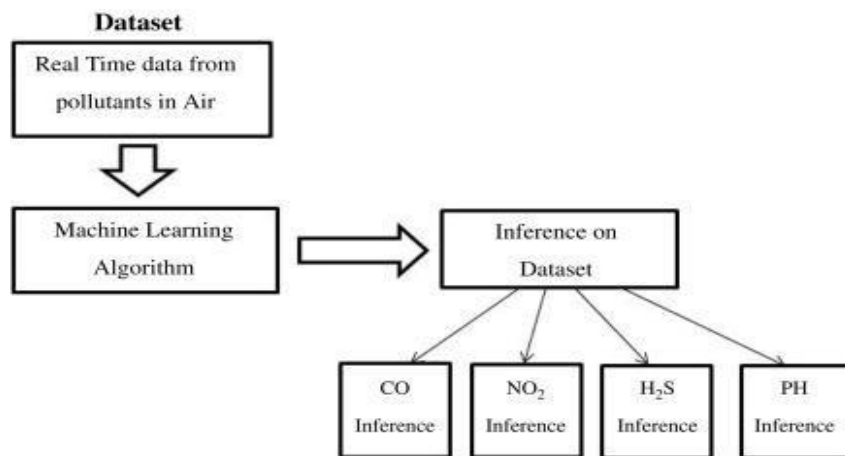 Dataset
Real Time data from
pollutants in Air
Machine Learning
Algorithm
Inference on
Dataset
CO
Inference
NO₂
Inference
H₂S
Inference
PH
Inference